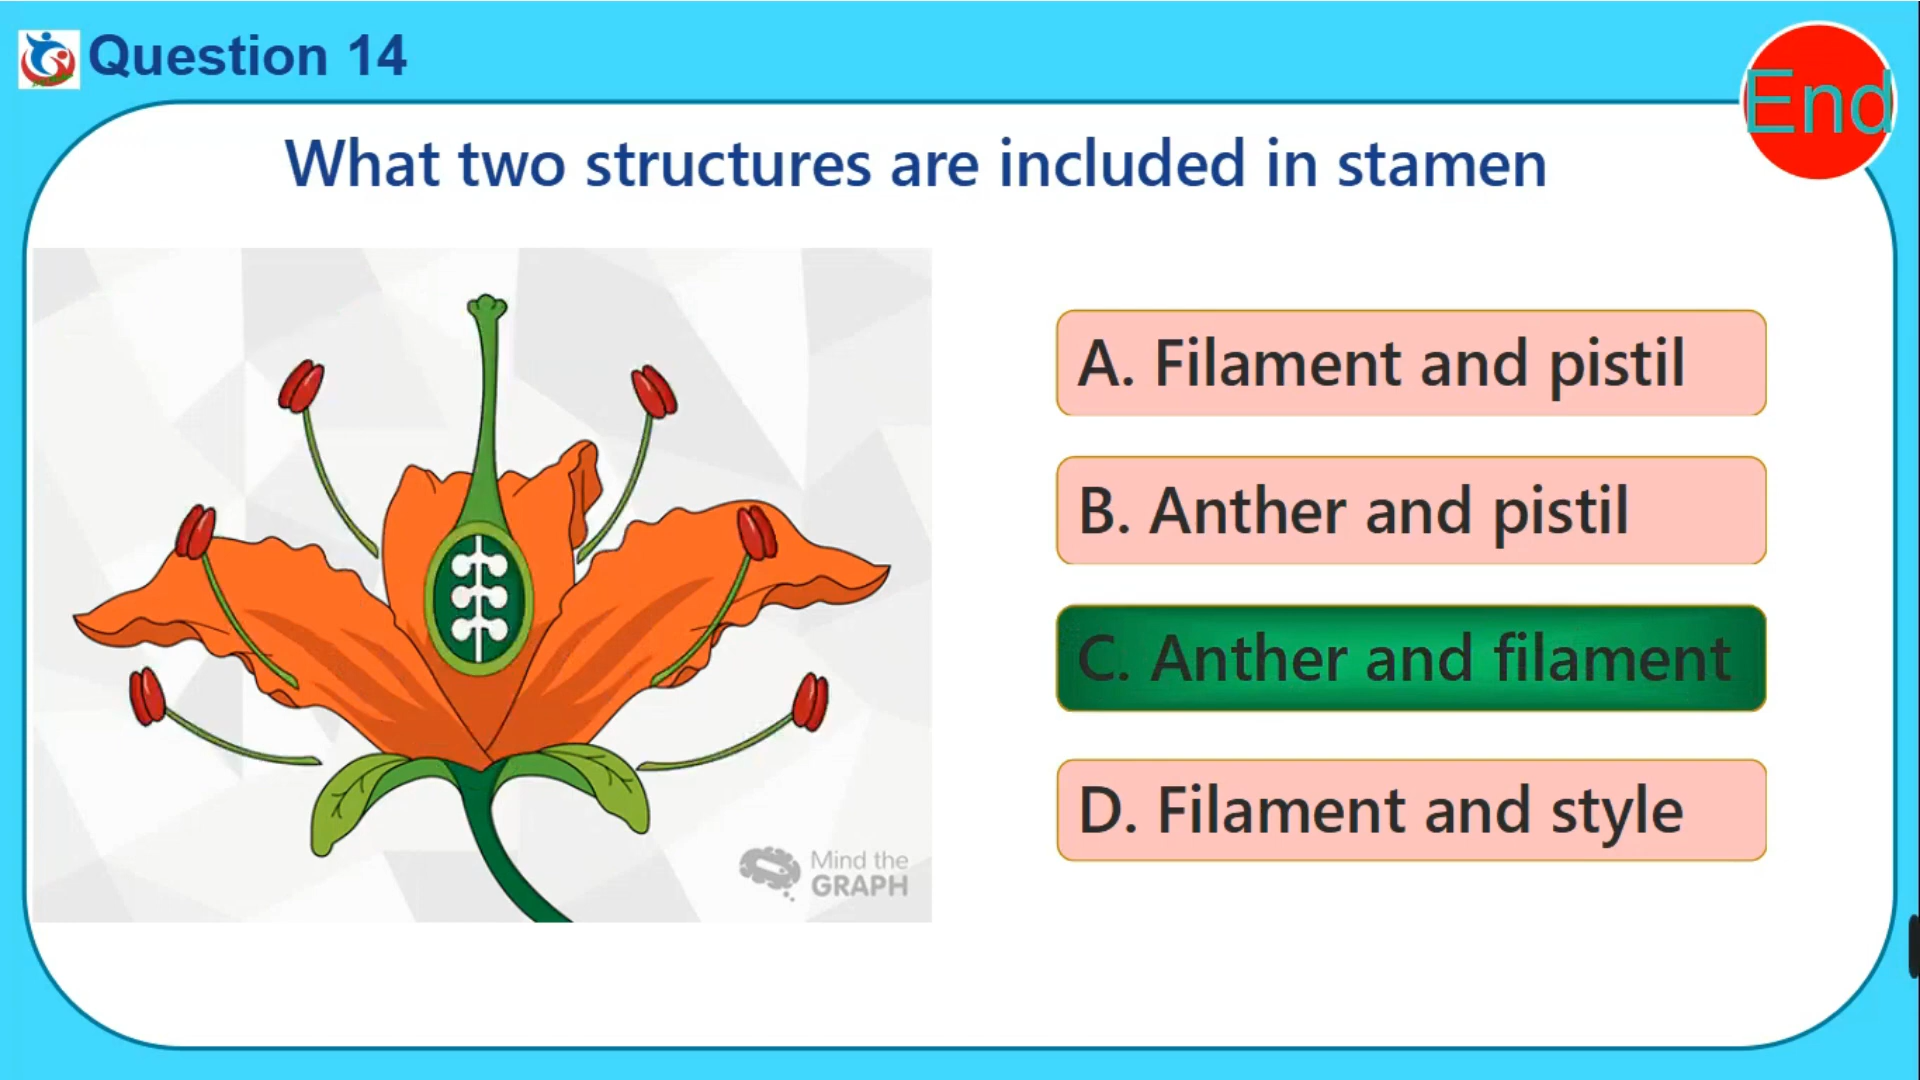 Question 14
End
What two structures are included in stamen
A. Filament and pistil
B. Anther and pistil
C. Anther and filament
D. Filament and style
Mind the
GRAPH